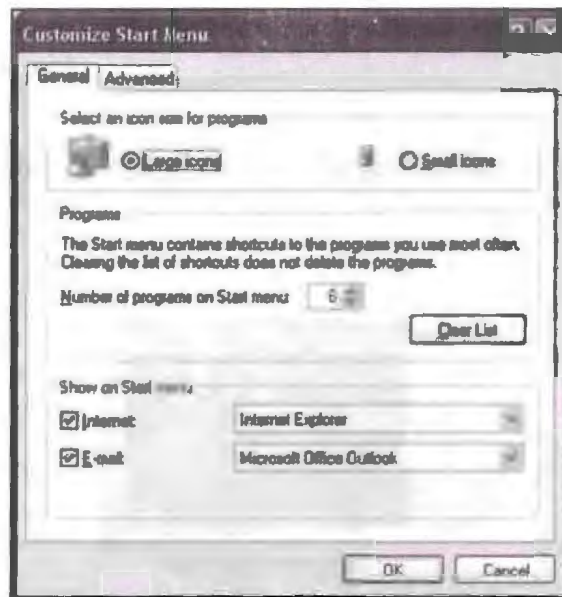 Customize Start Menu
General Advanced
Select an icon size for programs
Large icons Small icons
Programs
The Start menu contains shortcuts to the programs you use most often.
Clearing the list of shortcuts does not delete the programs.
Number of programs on Start menu: 6
Clear List
Show on Start menu
Internet: Internet Explorer
E-mail: Microsoft Office Outlook
OK Cancel